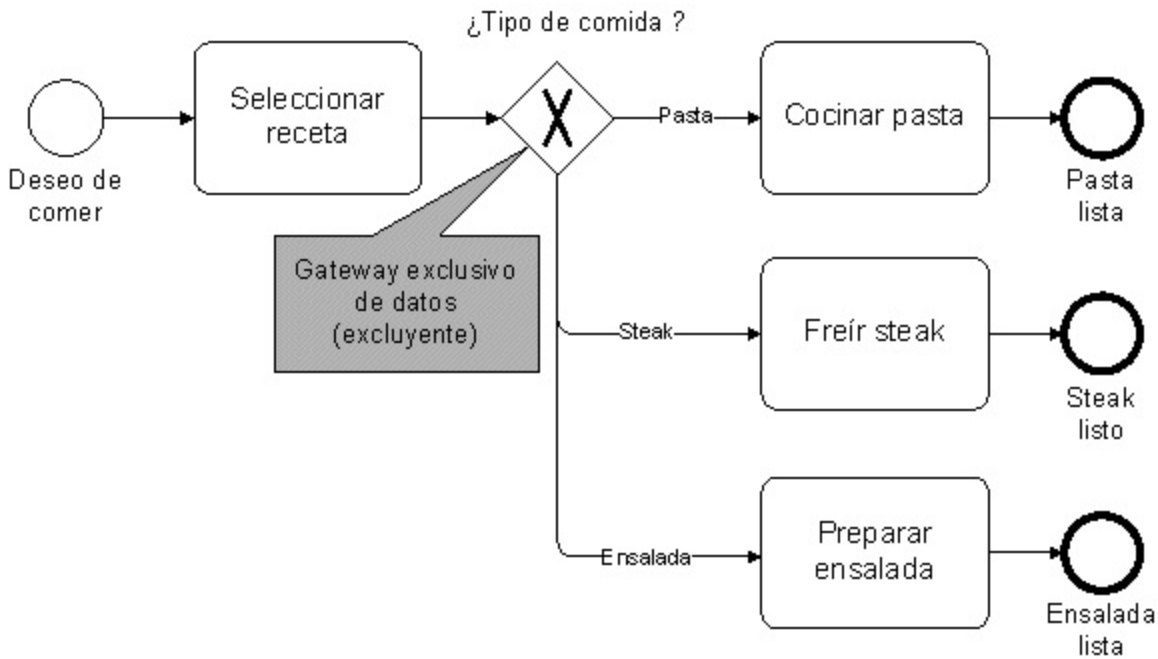 ¿Tipo de comida ?
Seleccionar
receta
Pasta
Cocinar pasta
Deseo de
comer
Pasta
lista
Gateway exclusivo
de datos
(excluyente)
Steak
Freír steak
Steak
listo
Ensalada
Preparar
ensalada
Ensalada
lista